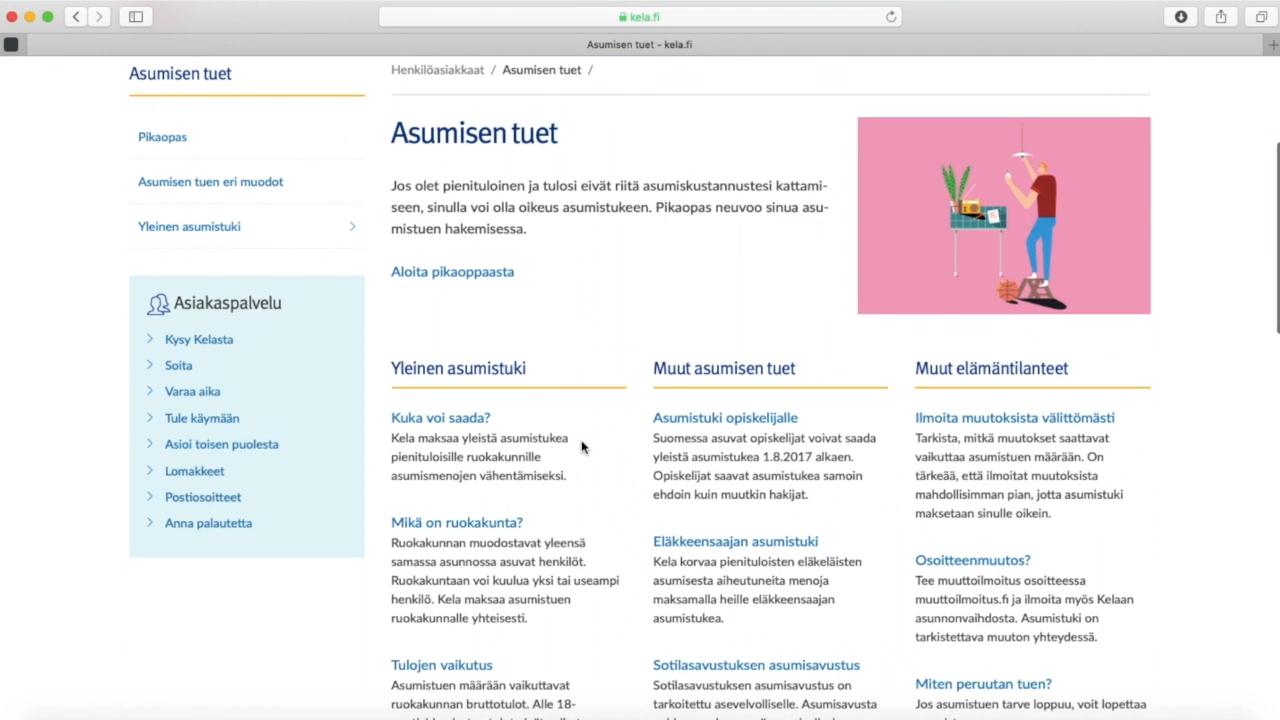 kela.fi
Asumisen tuet - kela.fi
Asumisen tuet
Pikaopas
Asumisen tuen eri muodot
Yleinen asumistuki
Asiakaspalvelu
Kysy Kelasta
Soita
Varaa aika
Tule käymään
Asioi toisen puolesta
Lomakkeet
Postiosoitteet
Anna palautetta
Henkilöasiakkaat / Asumisen tuet /
Asumisen tuet
Jos olet pienituloinen ja tulosi eivät riitä asumiskustannustesi kattami-
seen, sinulla voi olla oikeus asumistukeen. Pikaopas neuvoo sinua asu-
mistuen hakemisessa.
Aloita pikaoppaasta
Yleinen asumistuki
Kuka voi saada?
Kela maksaa yleistä asumistukea
pienituloisille ruokakunnille
asumismenojen vähentämiseksi.
Mikä on ruokakunta?
Ruokakunnan muodostavat yleensä
samassa asunnossa asuvat henkilöt.
Ruokakuntaan voi kuulua yksi tai useampi
henkilö. Kela maksaa asumistuen
ruokakunnalle yhteisesti.
Tulojen vaikutus
Asumistuen määrään vaikuttavat
ruokakunnan bruttotulot. Alle 18-
Muut asumisen tuet
Asumistuki opiskelijalle
Suomessa asuvat opiskelijat voivat saada
yleistä asumistukea 1.8.2017 alkaen.
Opiskelijat saavat asumistukea samoin
ehdoin kuin muutkin hakijat.
Eläkkeensaajan asumistuki
Kela korvaa pienituloisten eläkeläisten
asumisesta aiheutuneita menoja
maksamalla heille eläkkeensaajan
asumistukea.
Sotilasavustuksen asumisavustus
Sotilasavustuksen asumisavustus on
tarkoitettu asevelvolliselle. Asumisavusta
Muut elämäntilanteet
Ilmoita muutoksista välittömästi
Tarkista, mitkä muutokset saattavat
vaikuttaa asumistuen määrään. On
tärkeää, että ilmoitat muutoksista
mahdollisimman pian, jotta asumistuki
maksetaan sinulle oikein.
Osoitteenmuutos?
Tee muuttoilmoitus osoitteessa
muuttoilmoitus.fi ja ilmoita myös Kelaan
asunnonvaihdosta. Asumistuki on
tarkistettava muuton yhteydessä.
Miten peruutan tuen?
Jos asumistuen tarve loppuu, voit lopettaa